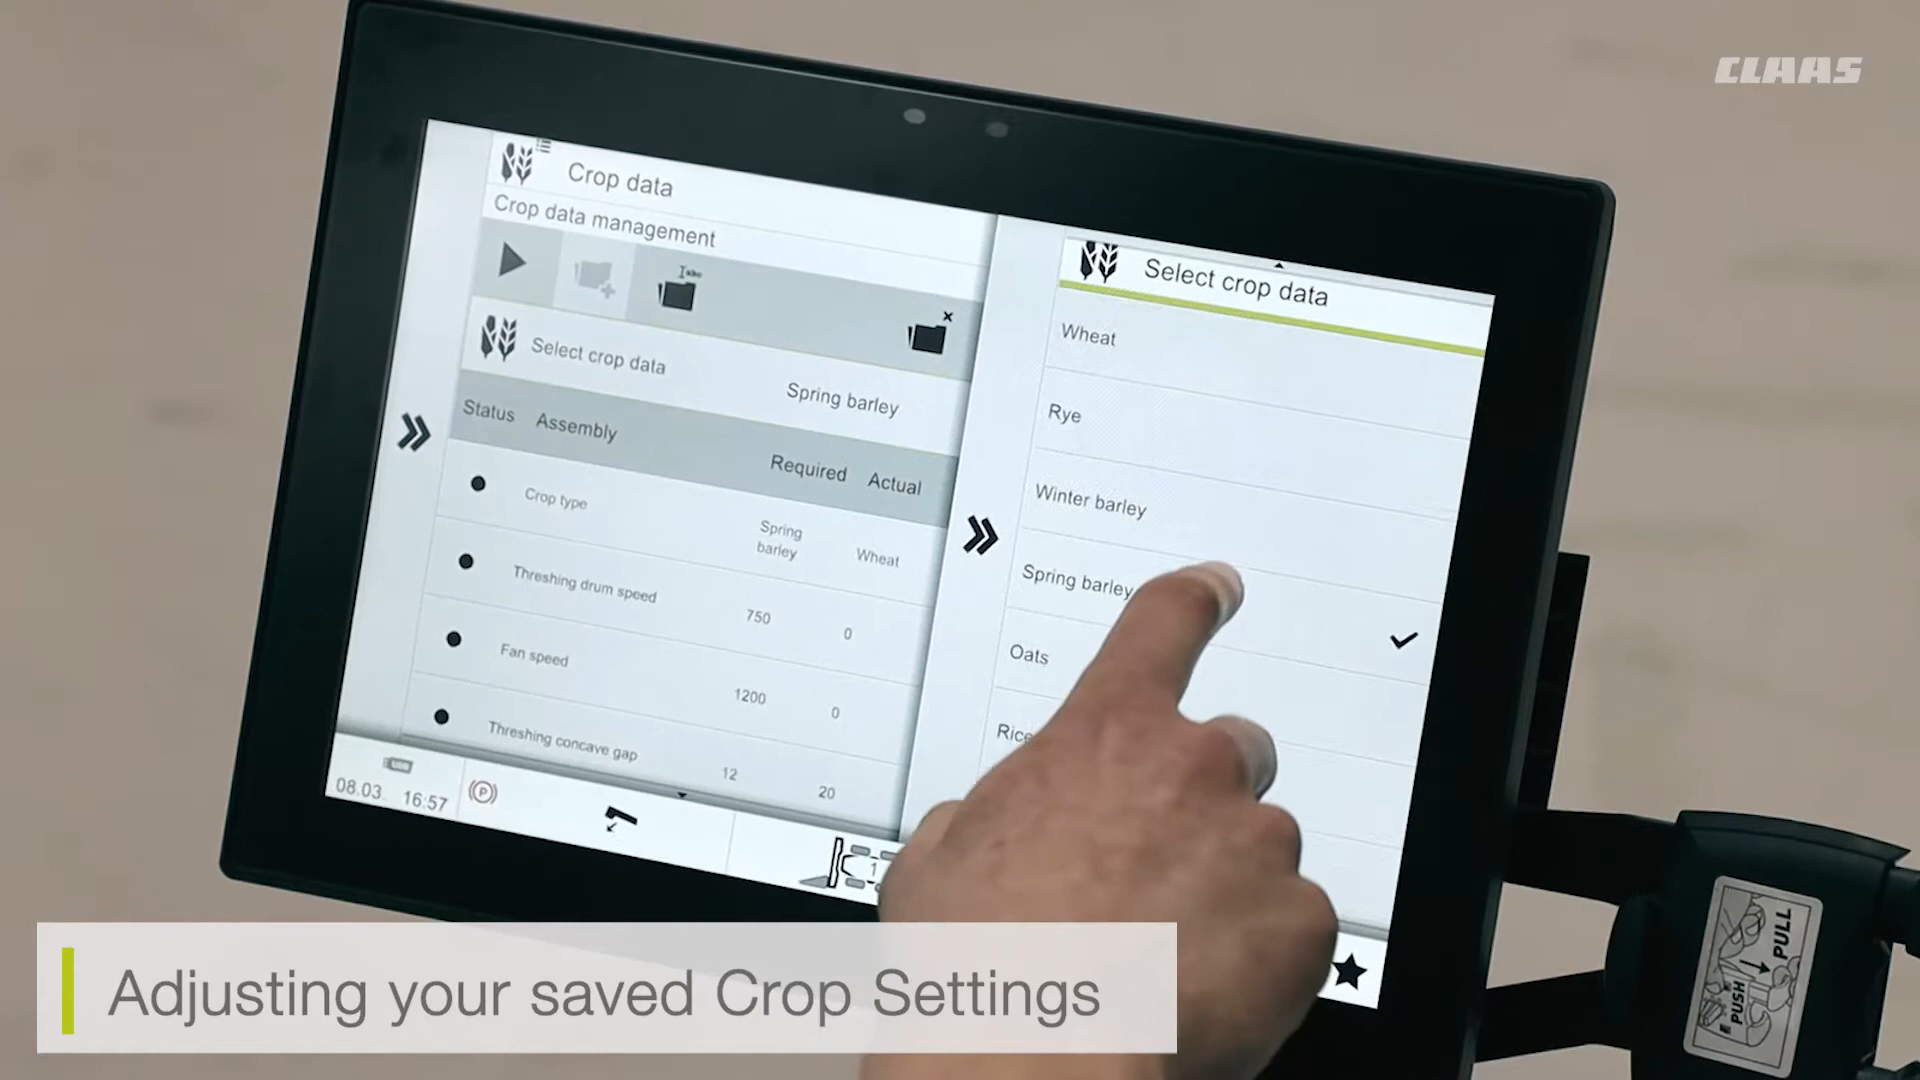 CLAAS
Crop data
Crop data management
Select crop data
Spring barley
Status Assembly Required Actual
Crop type Spring barley Wheat
Threshing drum speed 750 0
Fan speed 1200 0
Threshing concave gap 12 20
Select crop data
Wheat
Rye
Winter barley
Spring barley
Oats
Rice
08.03. 16:57
P
1
PULL
PUSH
Adjusting your saved Crop Settings